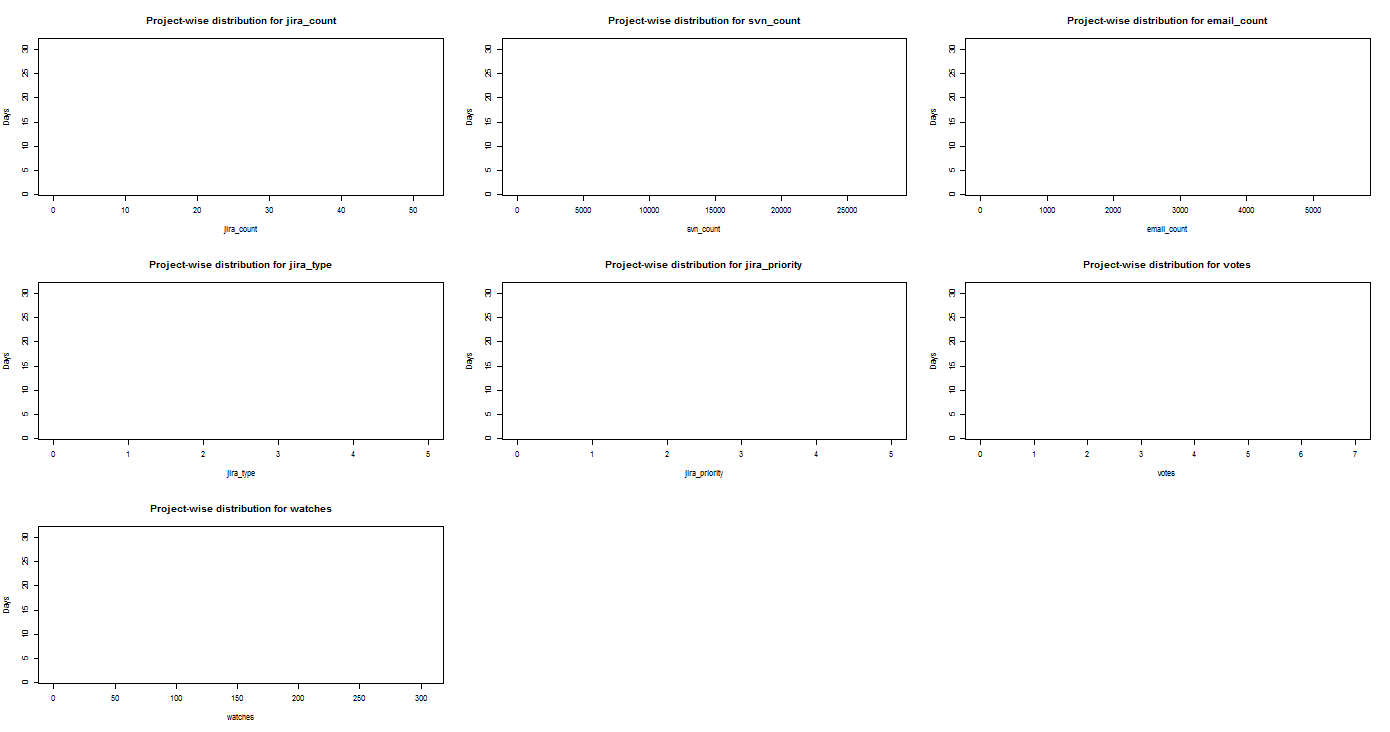 Project-wise distribution for jira_count
Project-wise distribution for svn_count
Project-wise distribution for email_count
Days
0 5 10 15 20 25 30
0 10 20 30 40 50
jira_count
Days
0 5 10 15 20 25 30
0 5000 10000 15000 20000 25000
svn_count
Days
0 5 10 15 20 25 30
0 1000 2000 3000 4000 5000
email_count
Project-wise distribution for jira_type
Project-wise distribution for jira_priority
Project-wise distribution for votes
Days
0 5 10 15 20 25 30
0 1 2 3 4 5
jira_type
Days
0 5 10 15 20 25 30
0 1 2 3 4 5
jira_priority
Days
0 5 10 15 20 25 30
0 1 2 3 4 5 6 7
votes
Project-wise distribution for watches
Days
0 5 10 15 20 25 30
0 50 100 150 200 250 300
watches